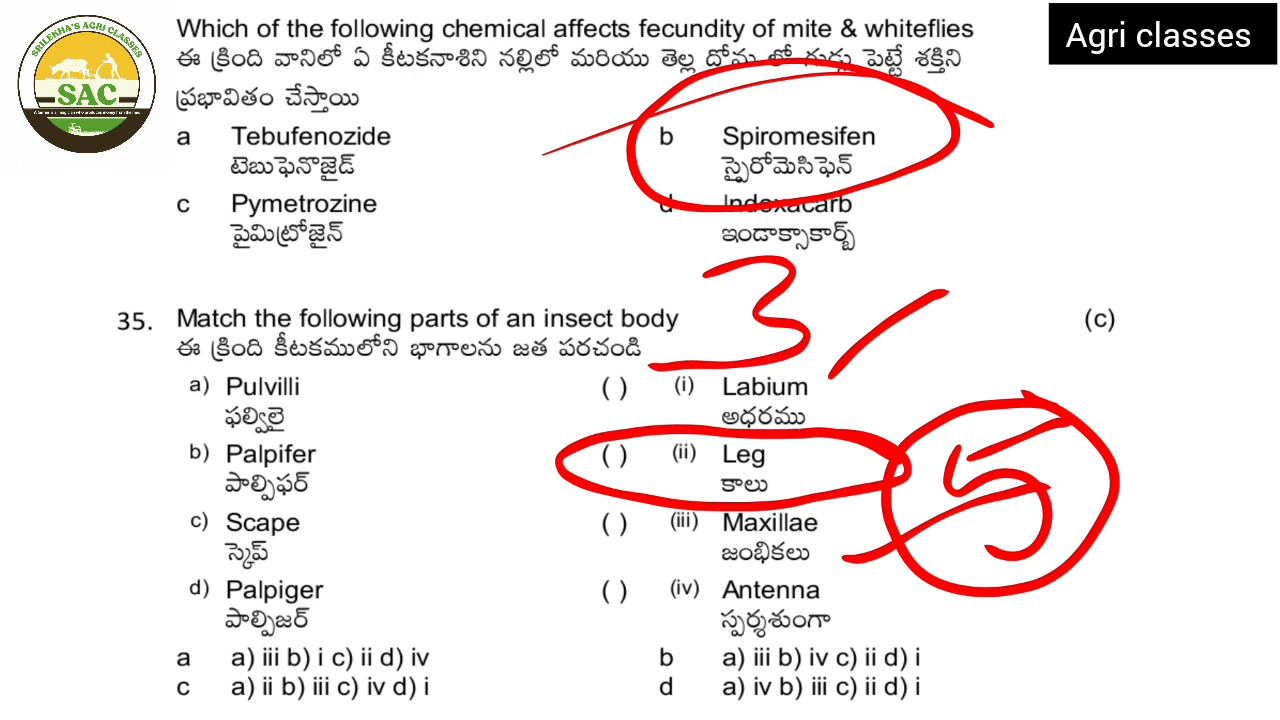 Which of the following chemical affects fecundity of mite & whiteflies
Agri classes
ఈ క్రింది వానిలో ఏ కీటకనాశిని నల్లిలో మరియు తెల్ల దోమ లో గుడ్లు పెట్టే శక్తిని
ప్రభావితం చేస్తాయి
SRILEKHA'S AGRI CLASSES
SAC
a Tebufenozide b Spiromesifen
టెబుఫెనొజైడ్ స్పైరోమెసిఫెన్
c Pymetrozine d Indoxacarb
పైమిట్రోజైన్ ఇండాక్సాకార్బ్
3
35. Match the following parts of an insect body (c)
ఈ క్రింది కీటకములోని భాగాలను జత పరచండి
a) Pulvilli ( ) (i) Labium
ఫల్విలై అధరము
b) Palpifer ( ) (ii) Leg
పాల్పిఫర్ కాలు
5
c) Scape ( ) (iii) Maxillae
స్కెప్ జంభికలు
d) Palpiger ( ) (iv) Antenna
పాల్పిజర్ స్పర్శశుంగా
a a) iii b) i c) ii d) iv b a) iii b) iv c) ii d) i
c a) ii b) iii c) iv d) i d a) iv b) iii c) ii d) i